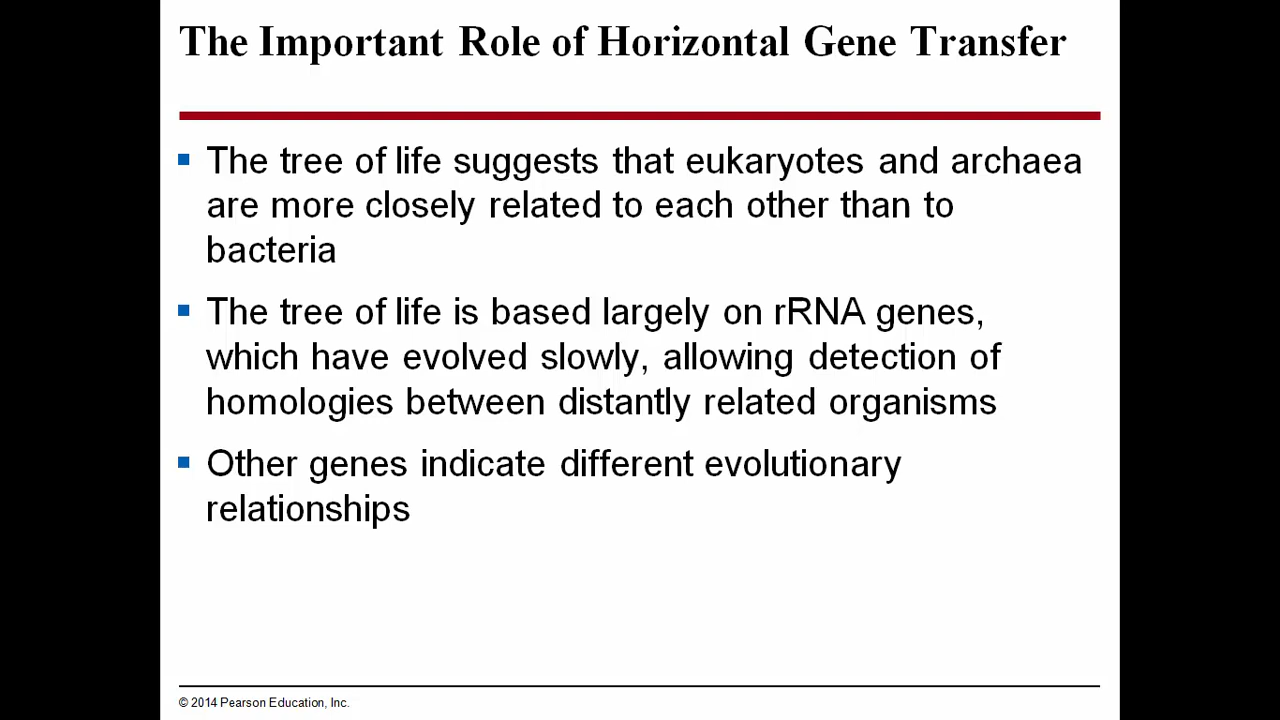 The Important Role of Horizontal Gene Transfer
The tree of life suggests that eukaryotes and archaea
are more closely related to each other than to
bacteria
The tree of life is based largely on rRNA genes,
which have evolved slowly, allowing detection of
homologies between distantly related organisms
Other genes indicate different evolutionary
relationships
© 2014 Pearson Education, Inc.